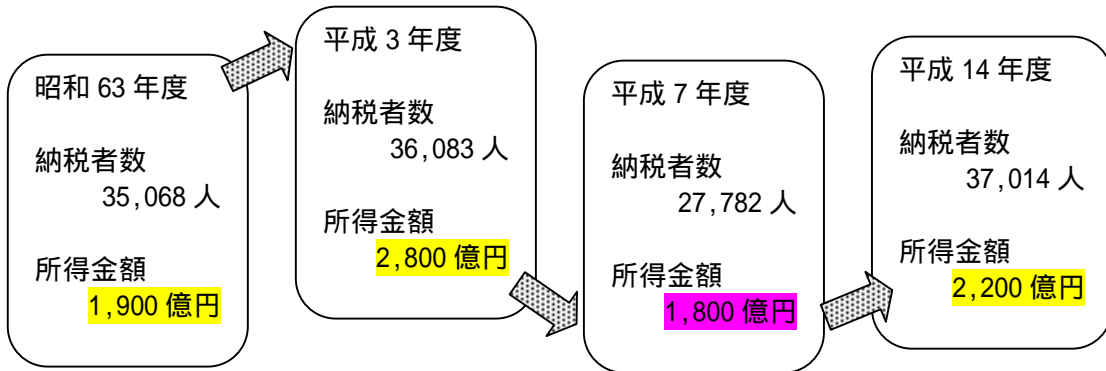 昭和 63 年度
納税者数
35,068 人
所得金額
1,900 億円
平成 3 年度
納税者数
36,083 人
所得金額
2,800 億円
平成 7 年度
納税者数
27,782 人
所得金額
1,800 億円
平成 14 年度
納税者数
37,014 人
所得金額
2,200 億円